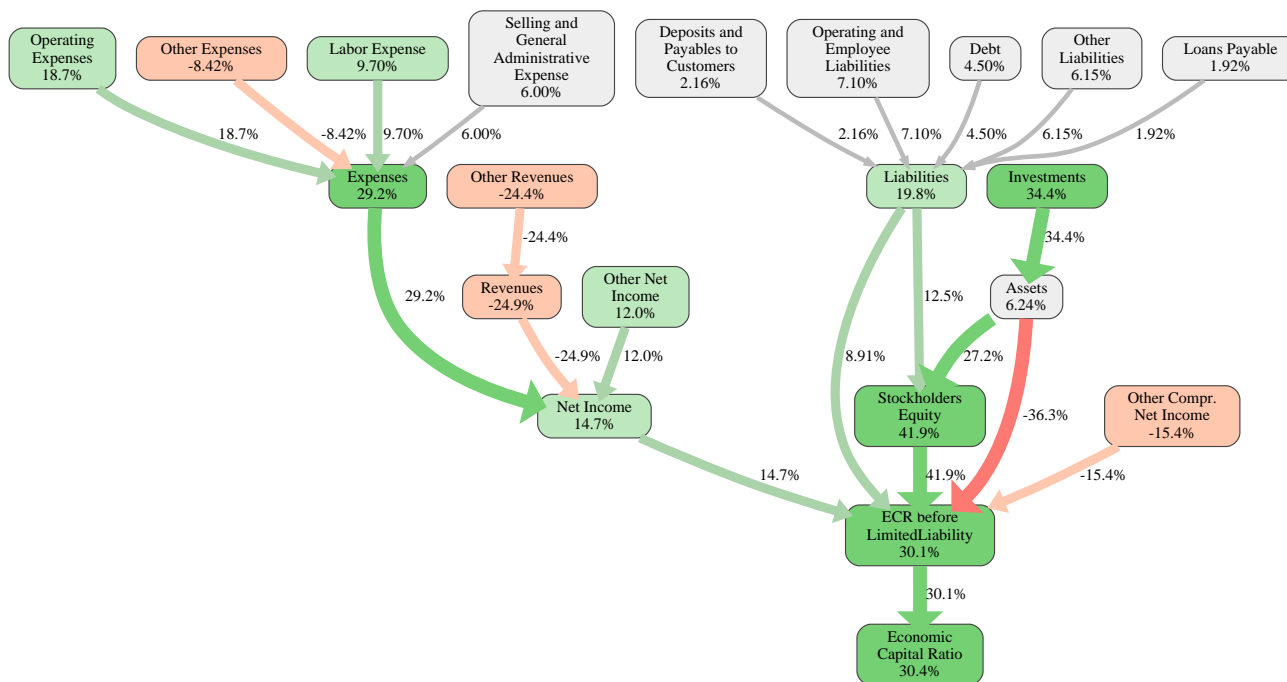 Operating
Expenses
18.7%
Other Expenses
-8.42%
Labor Expense
9.70%
Selling and
General
Administrative
Expense
6.00%
Deposits and
Payables to
Customers
2.16%
Operating and
Employee
Liabilities
7.10%
Debt
4.50%
Other
Liabilities
6.15%
Loans Payable
1.92%
18.7%
-8.42%
9.70%
6.00%
2.16%
7.10%
4.50%
6.15%
1.92%
Expenses
29.2%
Other Revenues
-24.4%
Liabilities
19.8%
Investments
34.4%
-24.4%
34.4%
Revenues
-24.9%
Other Net
Income
12.0%
Assets
6.24%
29.2%
12.5%
-24.9%
12.0%
8.91%
27.2%
Net Income
14.7%
Stockholders
Equity
41.9%
-36.3%
Other Compr.
Net Income
-15.4%
14.7%
41.9%
-15.4%
ECR before
LimitedLiability
30.1%
30.1%
Economic
Capital Ratio
30.4%